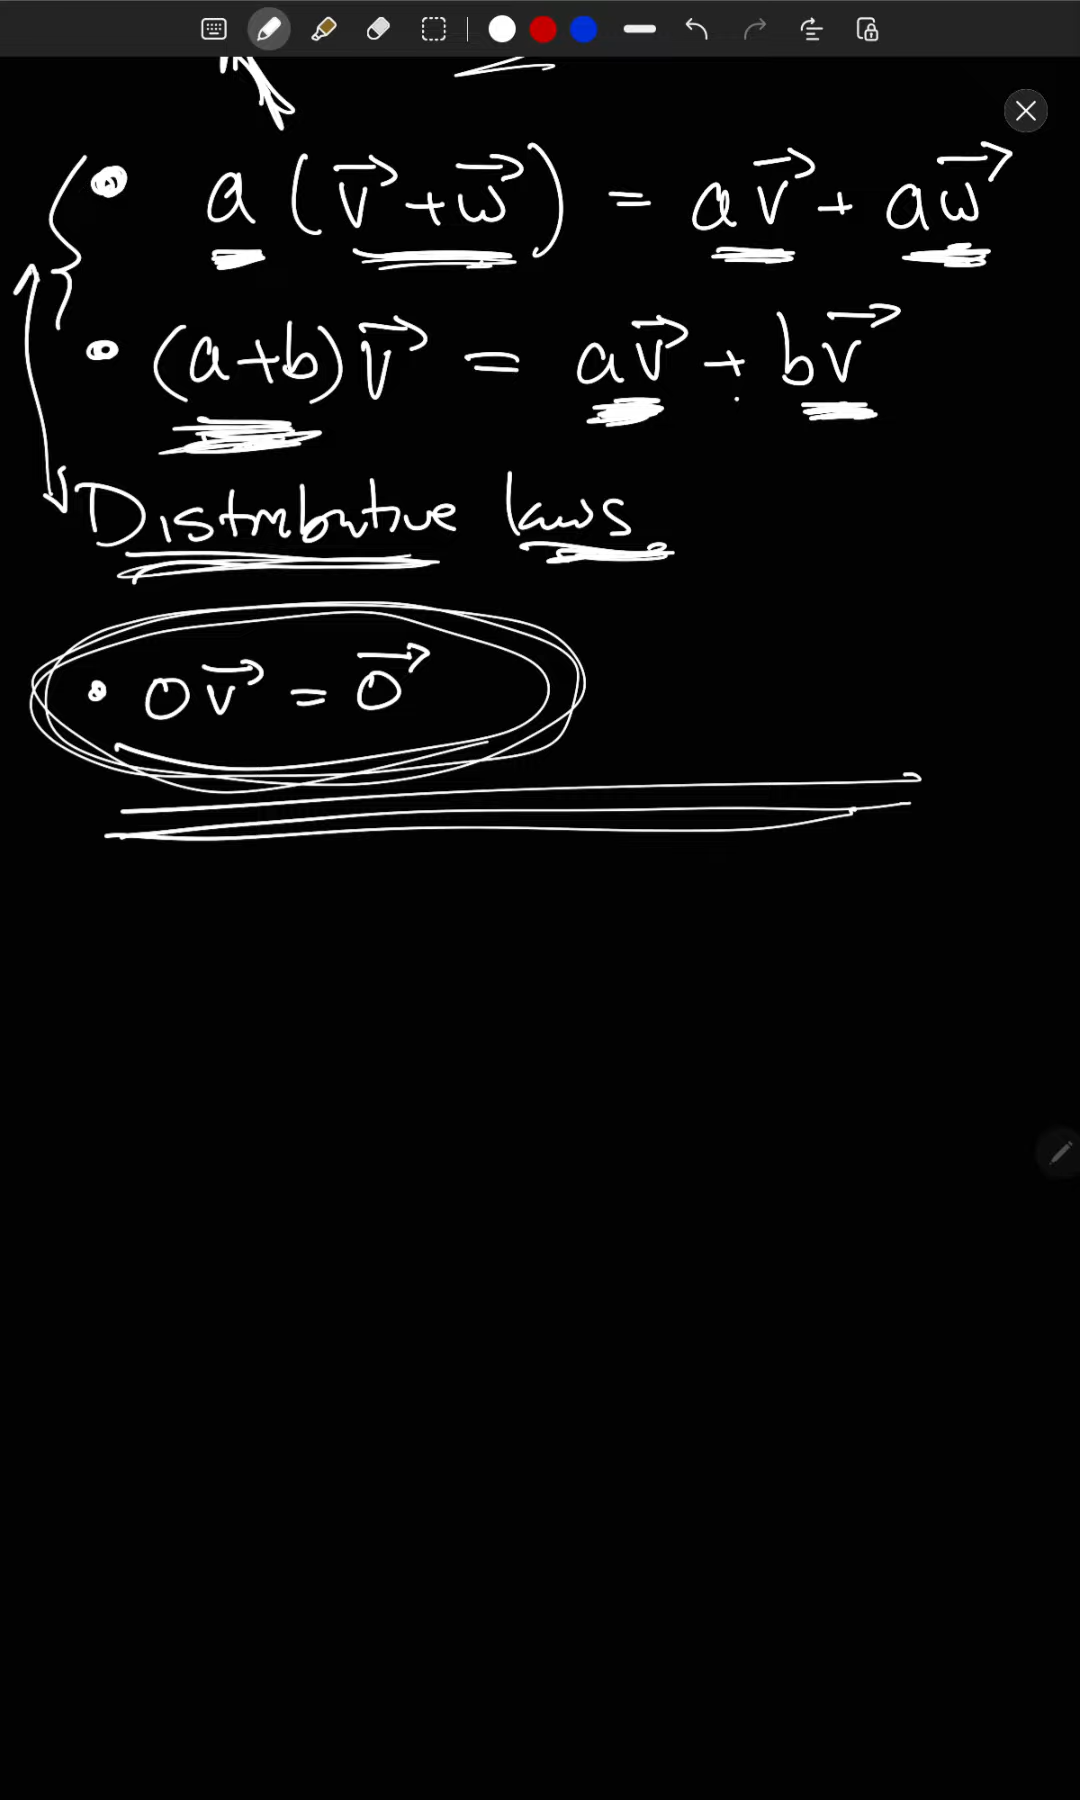 • a (v⃗ + w⃗) = av⃗ + aw⃗
• (a+b) v⃗ = av⃗ + bv⃗
Distributive laws
• 0v⃗ = 0⃗